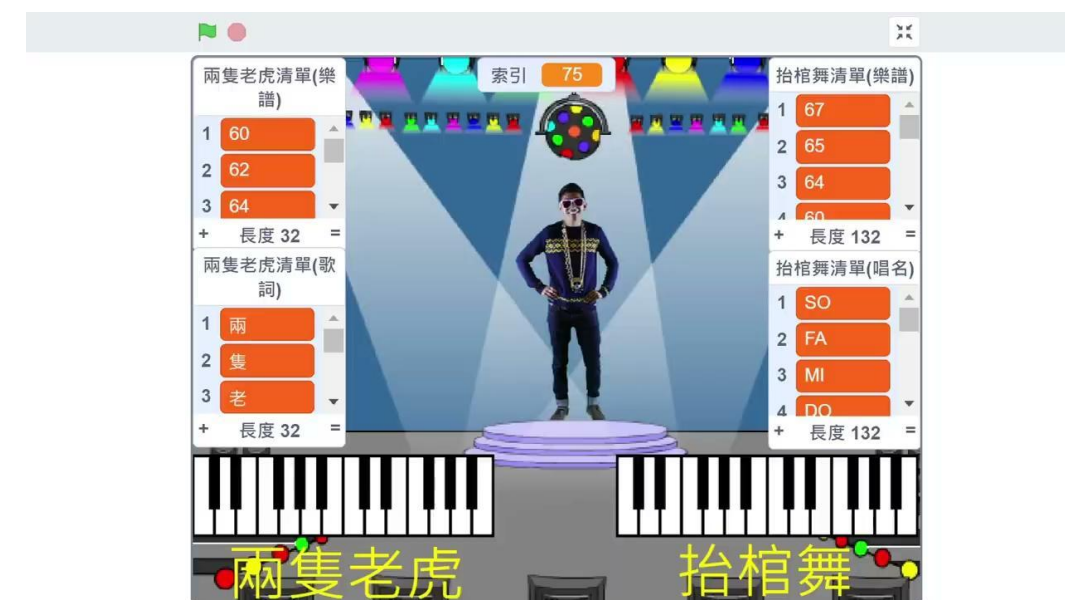 兩隻老虎清單(樂
譜)
1 60
2 62
3 64
+ 長度 32 =
兩隻老虎清單(歌
詞)
1 兩
2 隻
3 老
+ 長度 32 =
索引 75
抬棺舞清單(樂譜)
1 67
2 65
3 64
4 60
+ 長度 132 =
抬棺舞清單(唱名)
1 SO
2 FA
3 MI
4 DO
+ 長度 132 =
兩隻老虎
抬棺舞